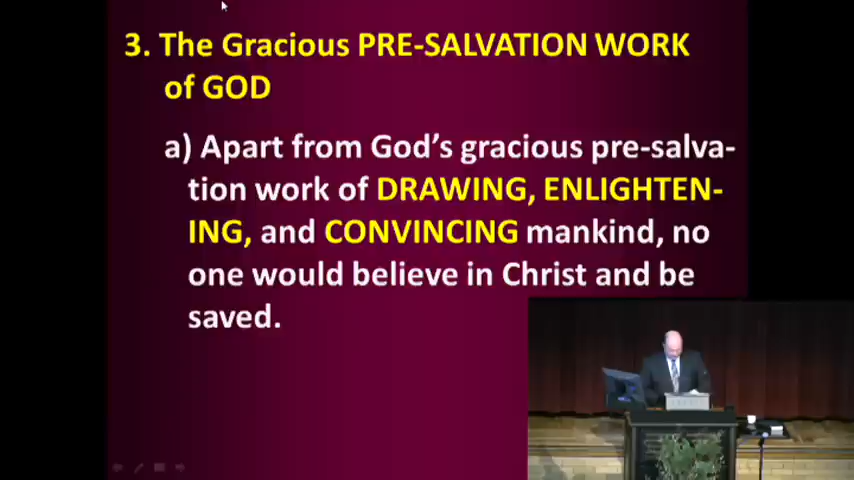 3. The Gracious PRE-SALVATION WORK
of GOD
a) Apart from God's gracious pre-salva-
tion work of DRAWING, ENLIGHTEN-
ING, and CONVINCING mankind, no
one would believe in Christ and be
saved.